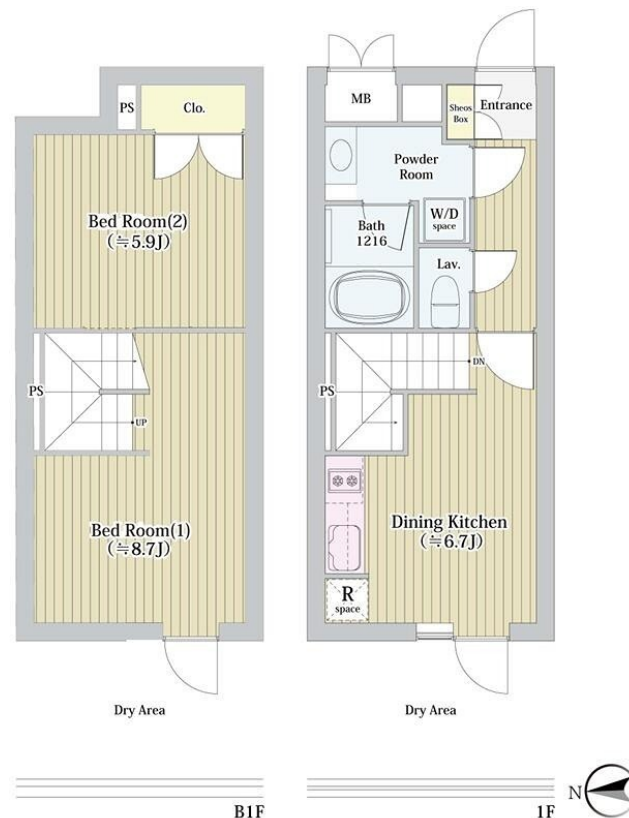 PS
Clo.
Bed Room(2)
(≒5.9J)
PS
UP
Bed Room(1)
(≒8.7J)
Dry Area
B1F
MB
Sheos
Box
Entrance
Powder
Room
W/D
space
Bath
1216
Lav.
DN
PS
Dining Kitchen
(≒6.7J)
R
space
Dry Area
1F
N